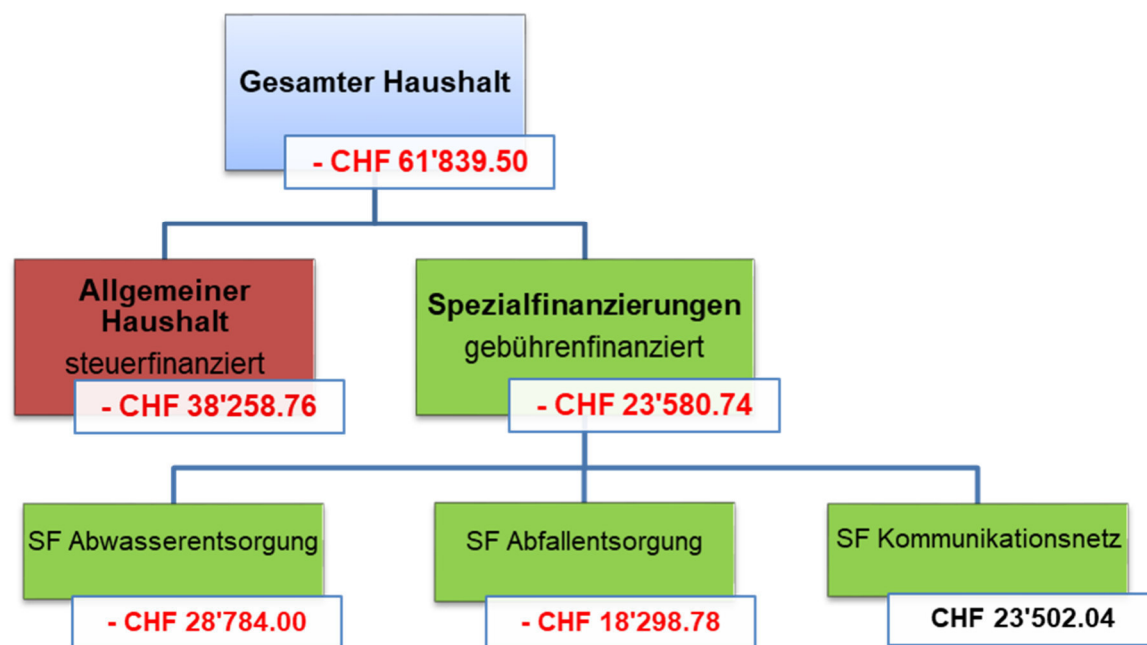 Gesamter Haushalt
- CHF 61'839.50
Allgemeiner
Haushalt
steuerfinanziert
- CHF 38'258.76
Spezialfinanzierungen
gebührenfinanziert
- CHF 23'580.74
SF Abwasserentsorgung
- CHF 28'784.00
SF Abfallentsorgung
- CHF 18'298.78
SF Kommunikationsnetz
CHF 23'502.04